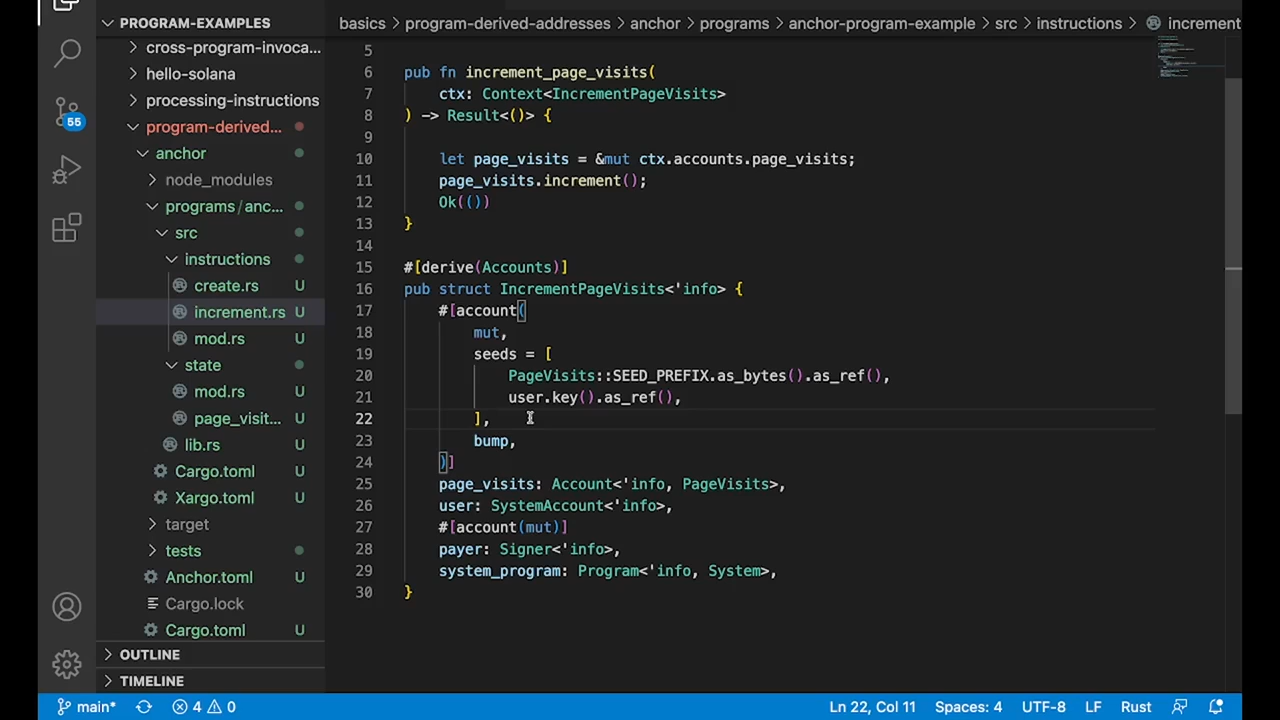 PROGRAM-EXAMPLES
cross-program-invoca...
hello-solana
processing-instructions
program-derived...
anchor
node_modules
programs/anc...
src
instructions
create.rs U
increment.rs U
mod.rs U
state
mod.rs U
page_visit... U
lib.rs U
Cargo.toml U
Xargo.toml U
target
tests
Anchor.toml U
Cargo.lock
Cargo.toml U
OUTLINE
TIMELINE
55
basics > program-derived-addresses > anchor > programs > anchor-program-example > src > instructions > increment
5
6 pub fn increment_page_visits(
7 ctx: Context<IncrementPageVisits>
8 ) -> Result<()> {
9
10 let page_visits = &mut ctx.accounts.page_visits;
11 page_visits.increment();
12 Ok(())
13 }
14
15 #[derive(Accounts)]
16 pub struct IncrementPageVisits<'info> {
17 #[account(
18 mut,
19 seeds = [
20 PageVisits::SEED_PREFIX.as_bytes().as_ref(),
21 user.key().as_ref(),
22 ],
23 bump,
24 )]
25 page_visits: Account<'info, PageVisits>,
26 user: SystemAccount<'info>,
27 #[account(mut)]
28 payer: Signer<'info>,
29 system_program: Program<'info, System>,
30 }
main* 4 0 Ln 22, Col 11 Spaces: 4 UTF-8 LF Rust